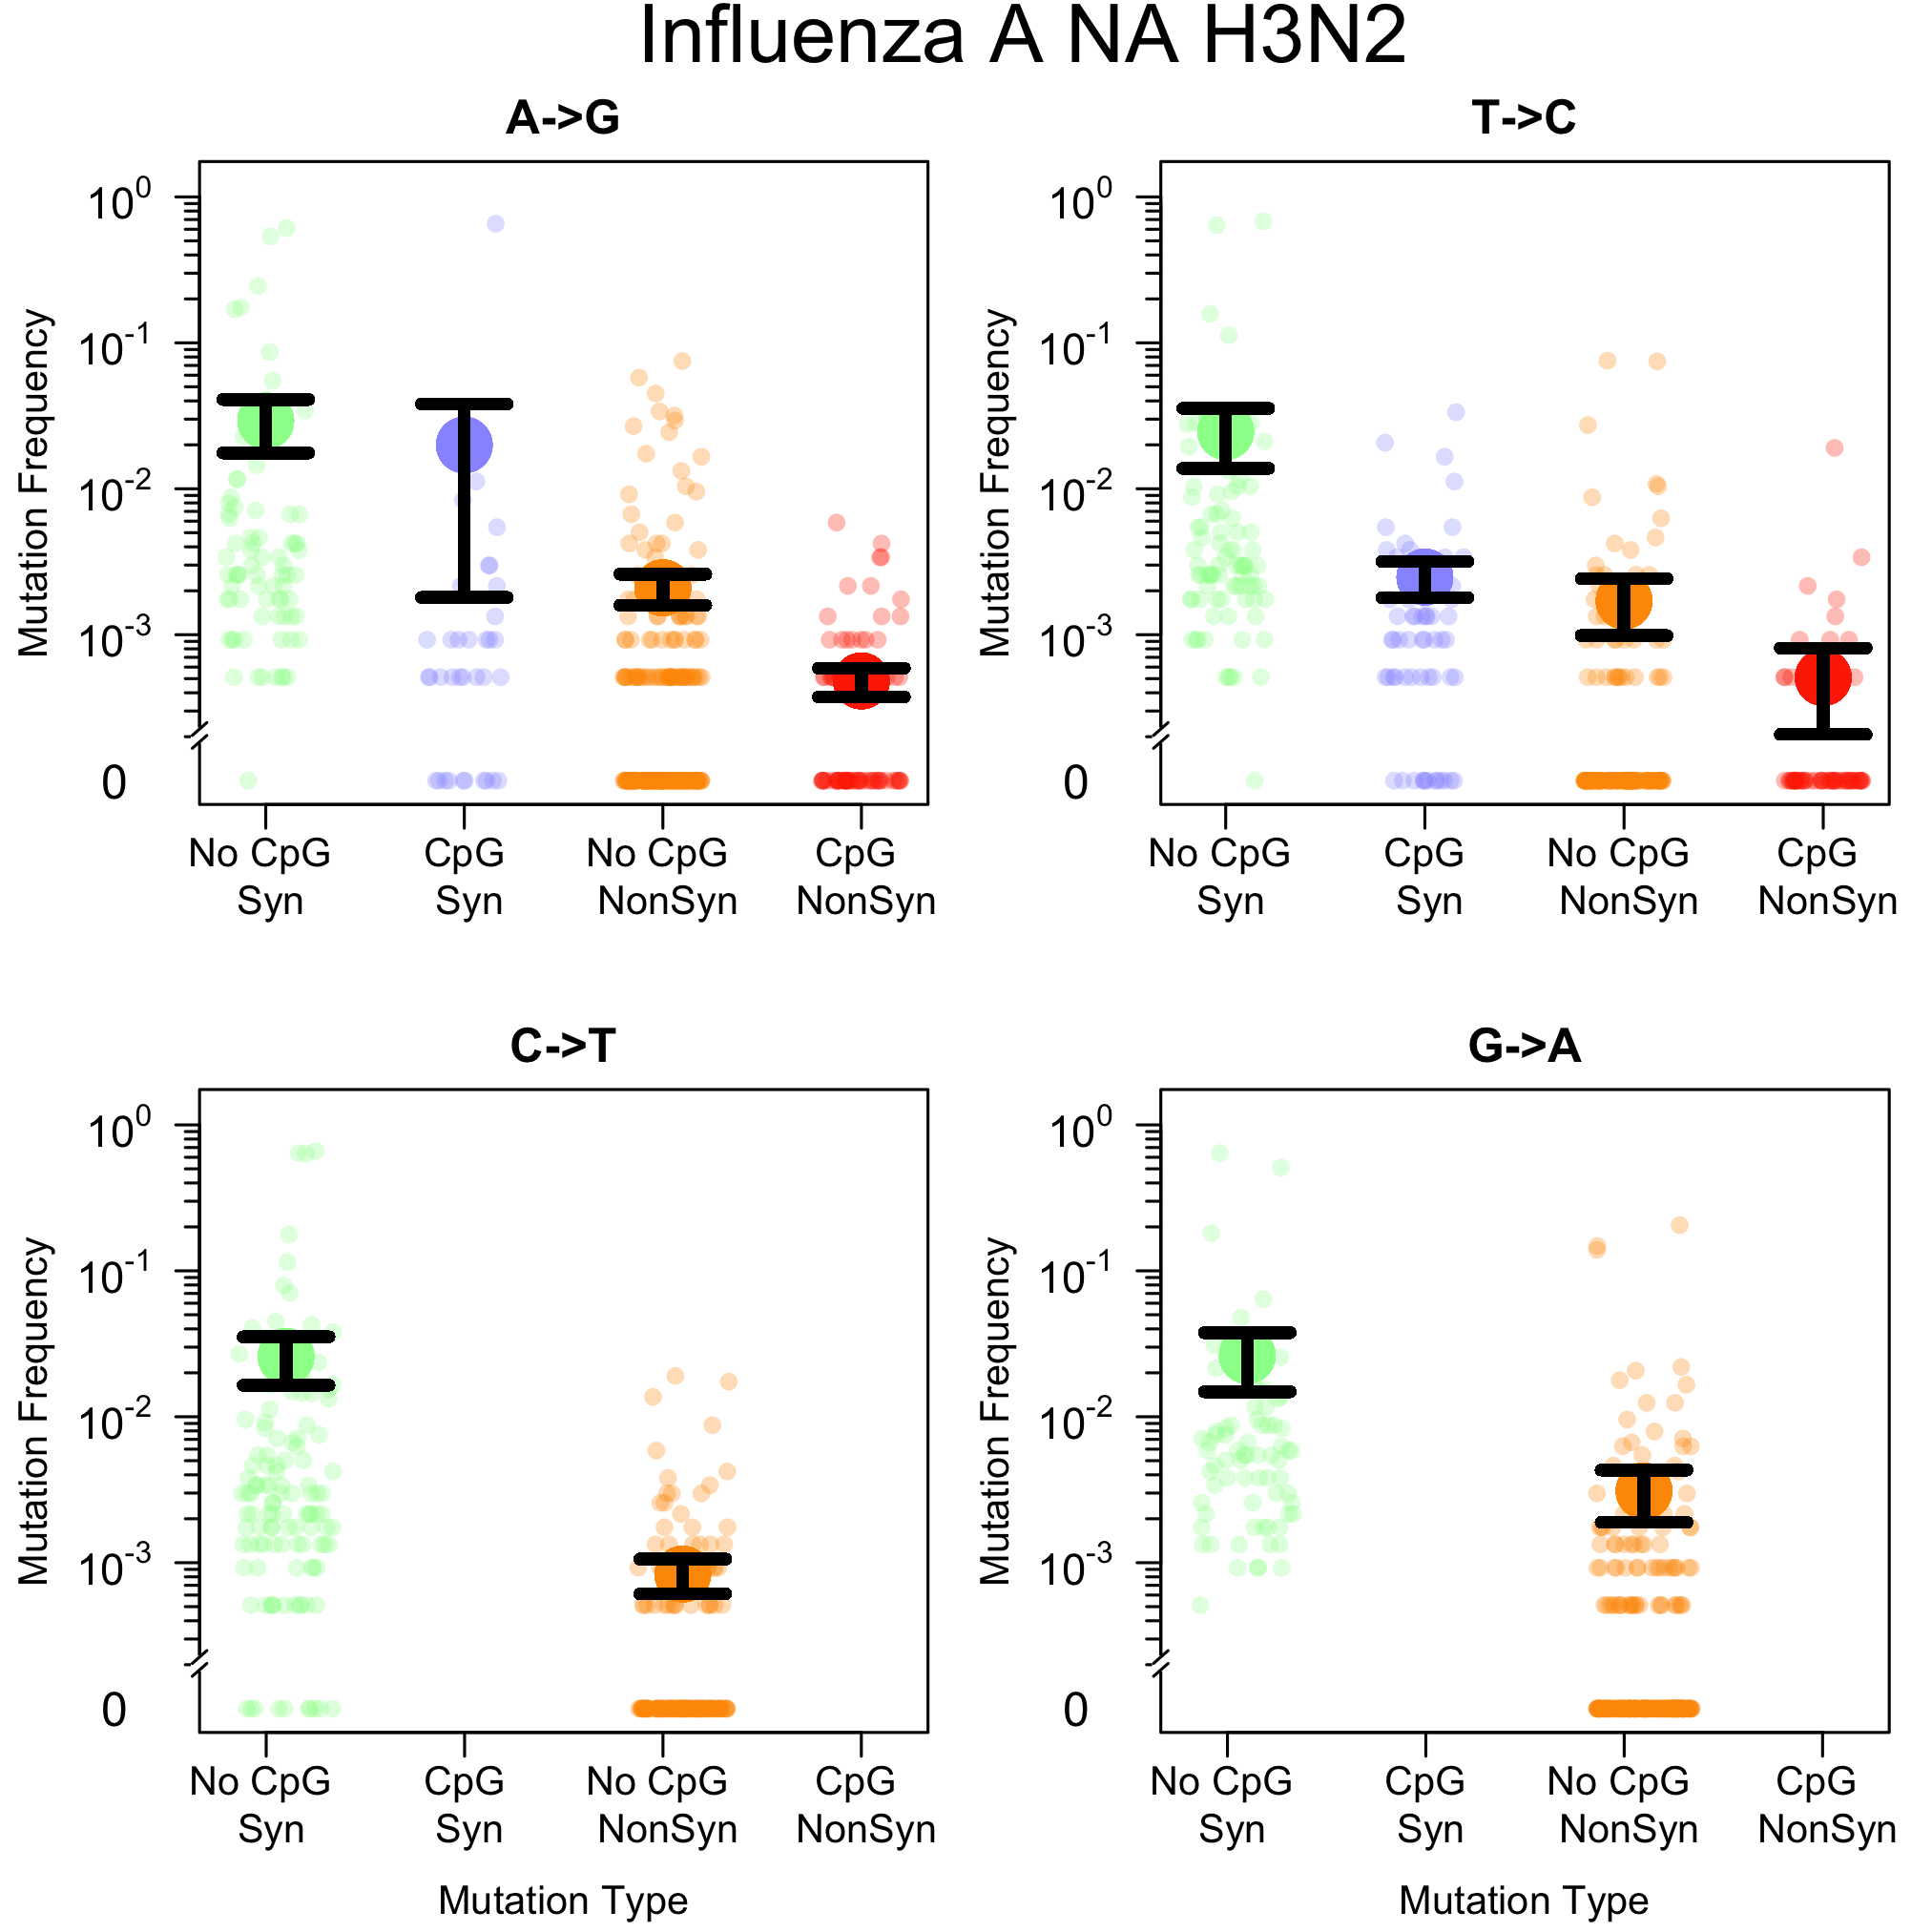 Influenza A NA H3N2
A->G
T->C
Mutation Frequency
10^0
10^-1
10^-2
10^-3
0
Mutation Frequency
10^0
10^-1
10^-2
10^-3
0
No CpG CpG No CpG CpG
Syn Syn NonSyn NonSyn
No CpG CpG No CpG CpG
Syn Syn NonSyn NonSyn
C->T
G->A
Mutation Frequency
10^0
10^-1
10^-2
10^-3
0
Mutation Frequency
10^0
10^-1
10^-2
10^-3
0
No CpG CpG No CpG CpG
Syn Syn NonSyn NonSyn
No CpG CpG No CpG CpG
Syn Syn NonSyn NonSyn
Mutation Type
Mutation Type